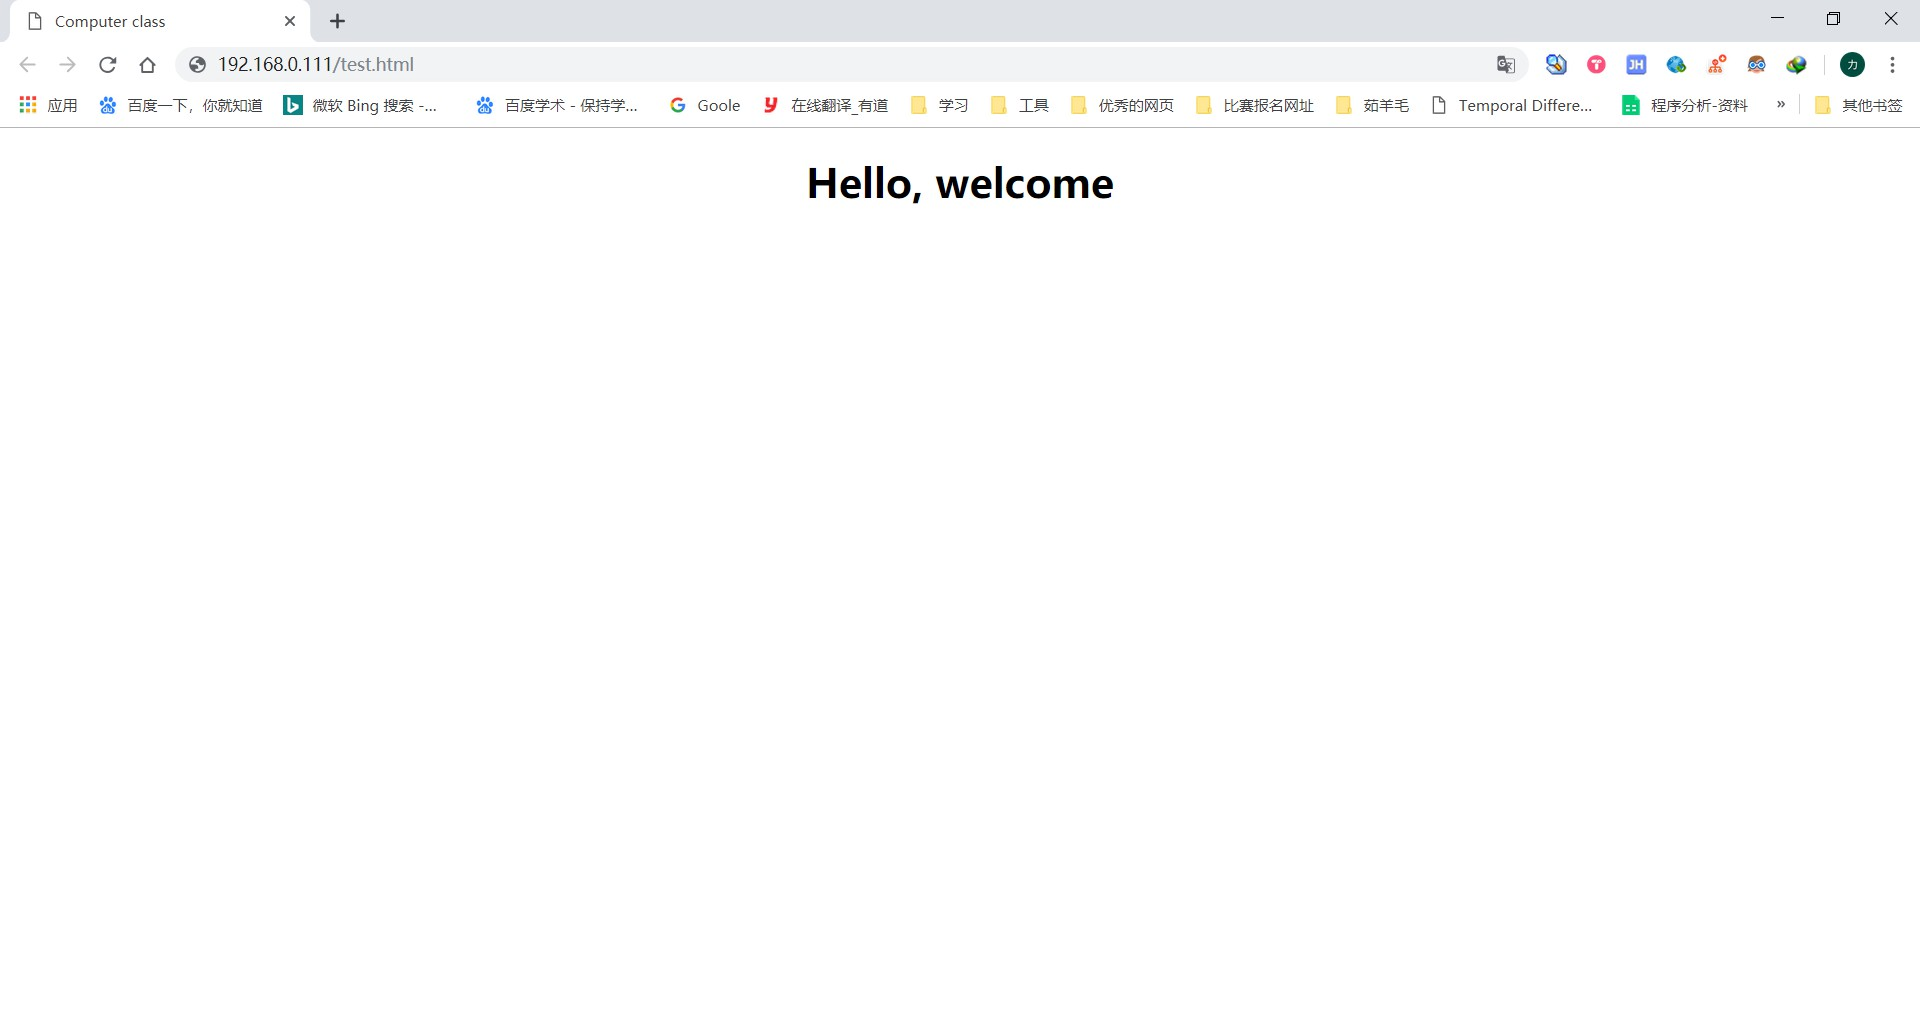 Computer class
192.168.0.111/test.html
应用 百度一下，你就知道 微软 Bing 搜索 -... 百度学术 - 保持学... Goole 在线翻译_有道 学习 工具 优秀的网页 比赛报名网址 茹羊毛 Temporal Differe... 程序分析-资料 » 其他书签
JH
カ
Hello, welcome